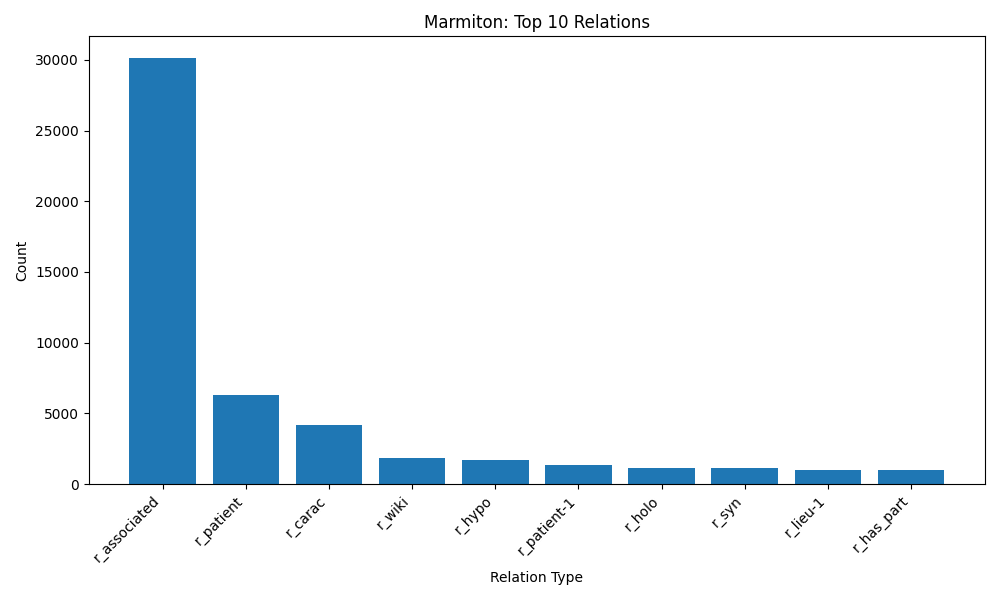 Marmiton: Top 10 Relations
30000
25000
20000
15000
10000
5000
0
Count
r_associated
r_patient
r_carac
r_wiki
r_hypo
r_patient-1
r_holo
r_syn
r_lieu-1
r_has_part
Relation Type